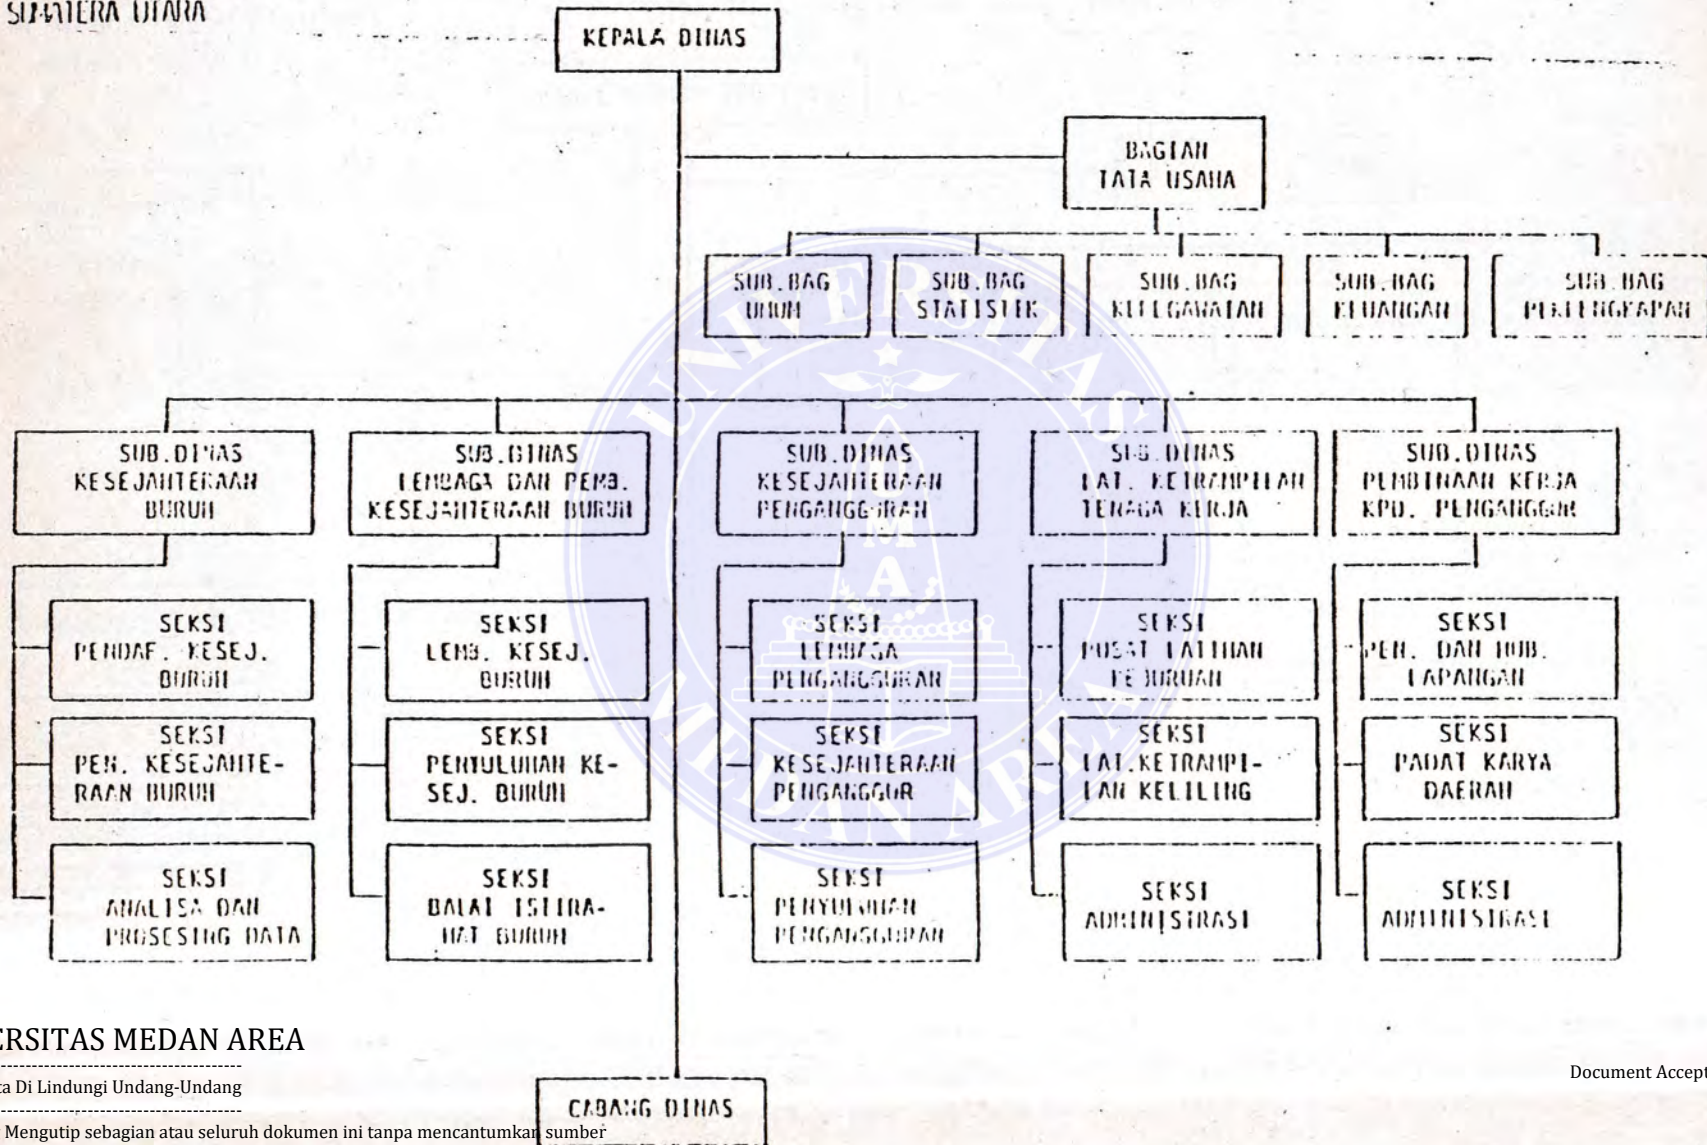 SUMATERA UTARA
KEPALA DINAS
BAGIAN
TATA USAHA
SUB.BAG
UMUM
SUB.BAG
STATISTIK
SUB.BAG
KEPEGAWAIAN
SUB.BAG
KEUANGAN
SUB.BAG
PERLENGKAPAN
SUB.DINAS
KESEJAHTERAAN
BURUH
SUB.DINAS
LEMBAGA DAN PEMB.
KESEJAHTERAAN BURUH
SUB.DINAS
KESEJAHTERAAN
PENGANGGURAN
SUB.DINAS
LAT. KETRAMPILAN
TENAGA KERJA
SUB.DINAS
PEMBINAAN KERJA
KPD. PENGANGGUR
SEKSI
PENDAF. KESEJ.
BURUH
SEKSI
LEMB. KESEJ.
BURUH
SEKSI
LEMBAGA
PENGANGGURAN
SEKSI
PUSAT LATIHAN
KEJURUAN
SEKSI
PEN. DAN HUB.
LAPANGAN
SEKSI
PEN. KESEJAHTE-
RAAN BURUH
SEKSI
PENYULUHAN KE-
SEJ. BURUH
SEKSI
KESEJAHTERAAN
PENGANGGUR
SEKSI
LAT.KETRAMPI-
LAN KELILING
SEKSI
PADAT KARYA
DAERAH
SEKSI
ANALISA DAN
PROSESING DATA
SEKSI
BALAI ISTIRA-
HAT BURUH
SEKSI
PENYULUHAN
PENGANGGURAN
SEKSI
ADMINISTRASI
SEKSI
ADMINISTRASI
CABANG DINAS
UNIVERSITAS MEDAN AREA
UMA
ERSITAS MEDAN AREA
ta Di Lindungi Undang-Undang
Document Accept
Mengutip sebagian atau seluruh dokumen ini tanpa mencantumkan sumber